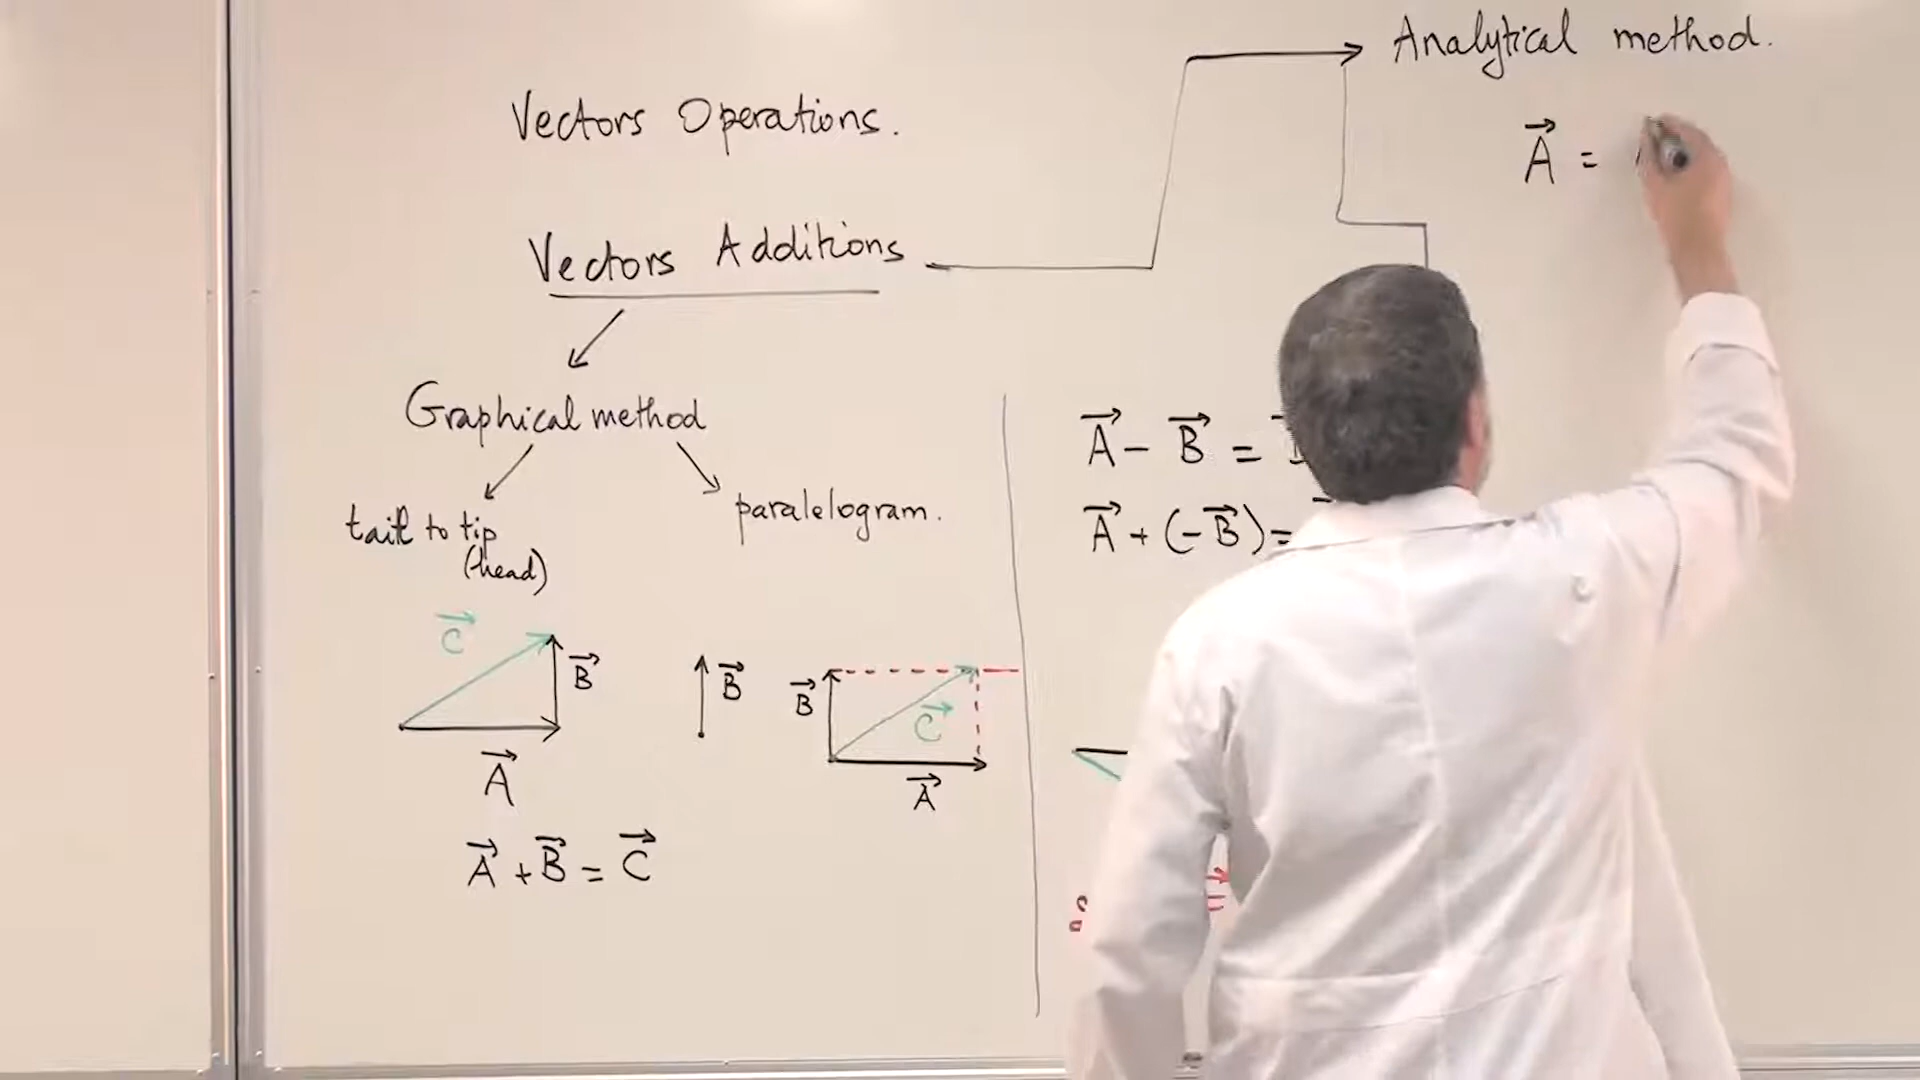 Analytical method.
A⃗ =
Vectors Operations.
Vectors Additions
Graphical method
tail to tip
(head)
paralelogram.
C⃗
B⃗
A⃗
B⃗
B⃗
C⃗
A⃗
A⃗ + B⃗ = C⃗
A⃗ − B⃗ =
A⃗ + (−B⃗) =